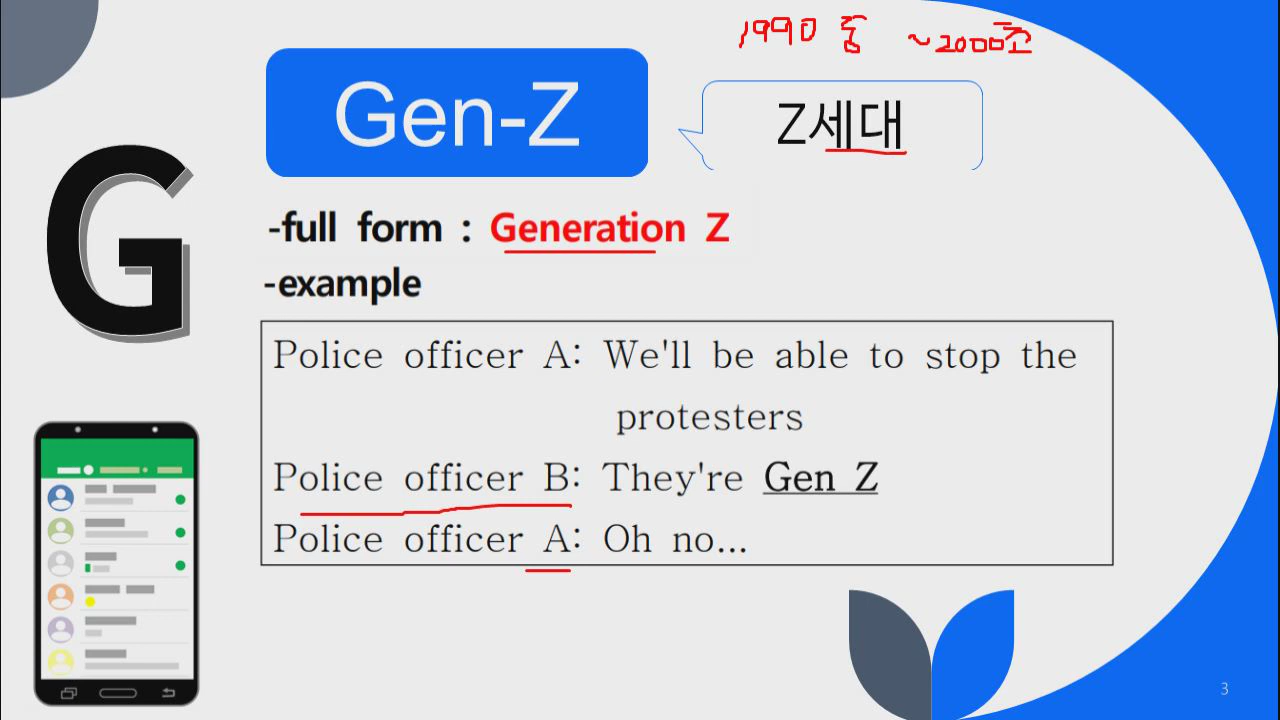 1990 중 ~2000초
Gen-Z
Z세대
G
-full form : Generation Z
-example
Police officer A: We'll be able to stop the
protesters
Police officer B: They're Gen Z
Police officer A: Oh no...
3